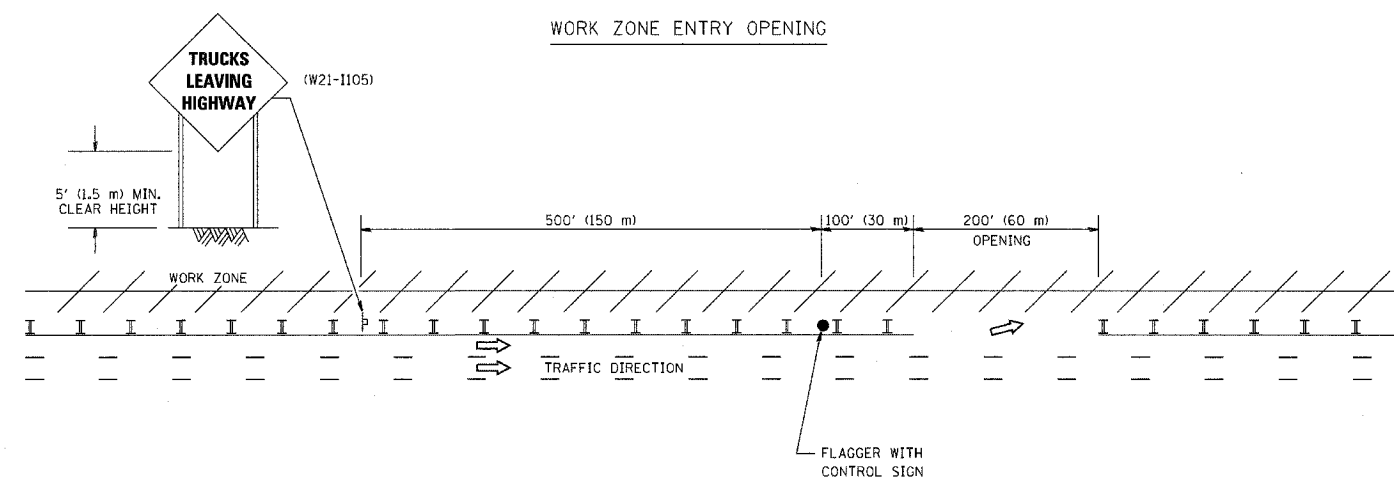 WORK ZONE ENTRY OPENING
TRUCKS
LEAVING
HIGHWAY
(W21-I105)
5' (1.5 m) MIN.
CLEAR HEIGHT
500' (150 m)
100' (30 m)
200' (60 m)
OPENING
WORK ZONE
TRAFFIC DIRECTION
FLAGGER WITH
CONTROL SIGN